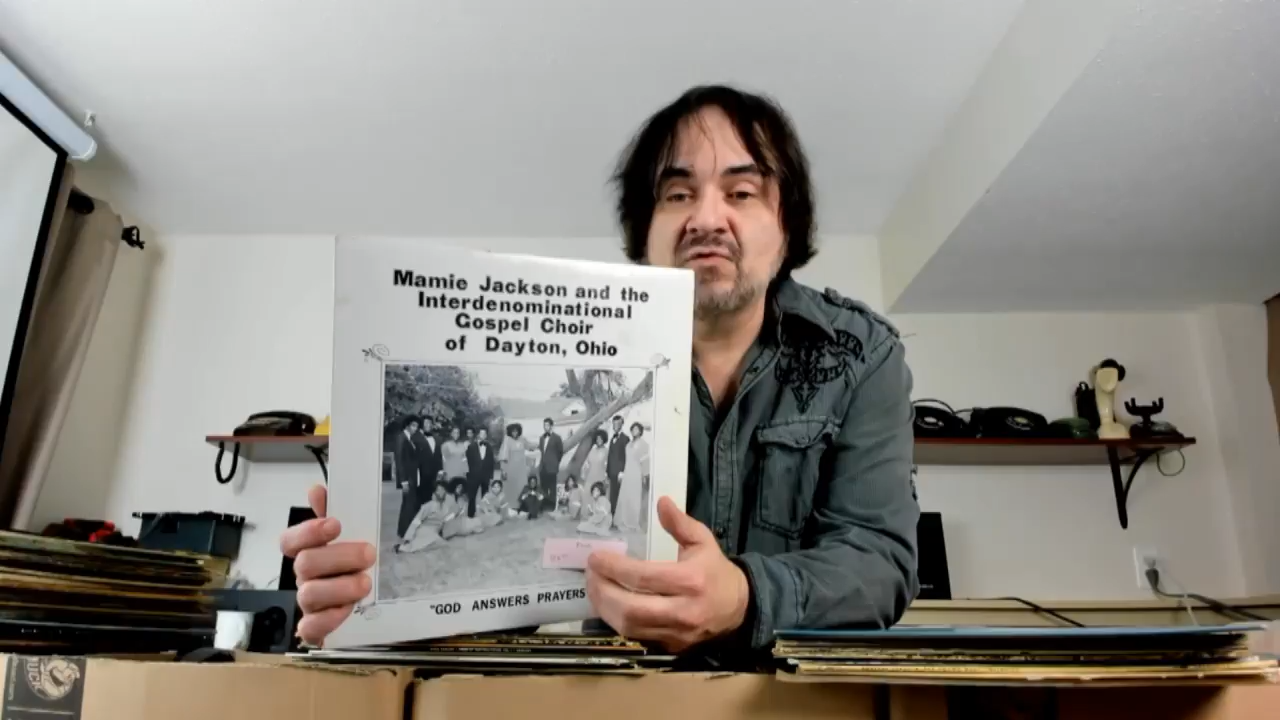 Mamie Jackson and the
Interdenominational
Gospel Choir
of Dayton, Ohio
"GOD ANSWERS PRAYERS